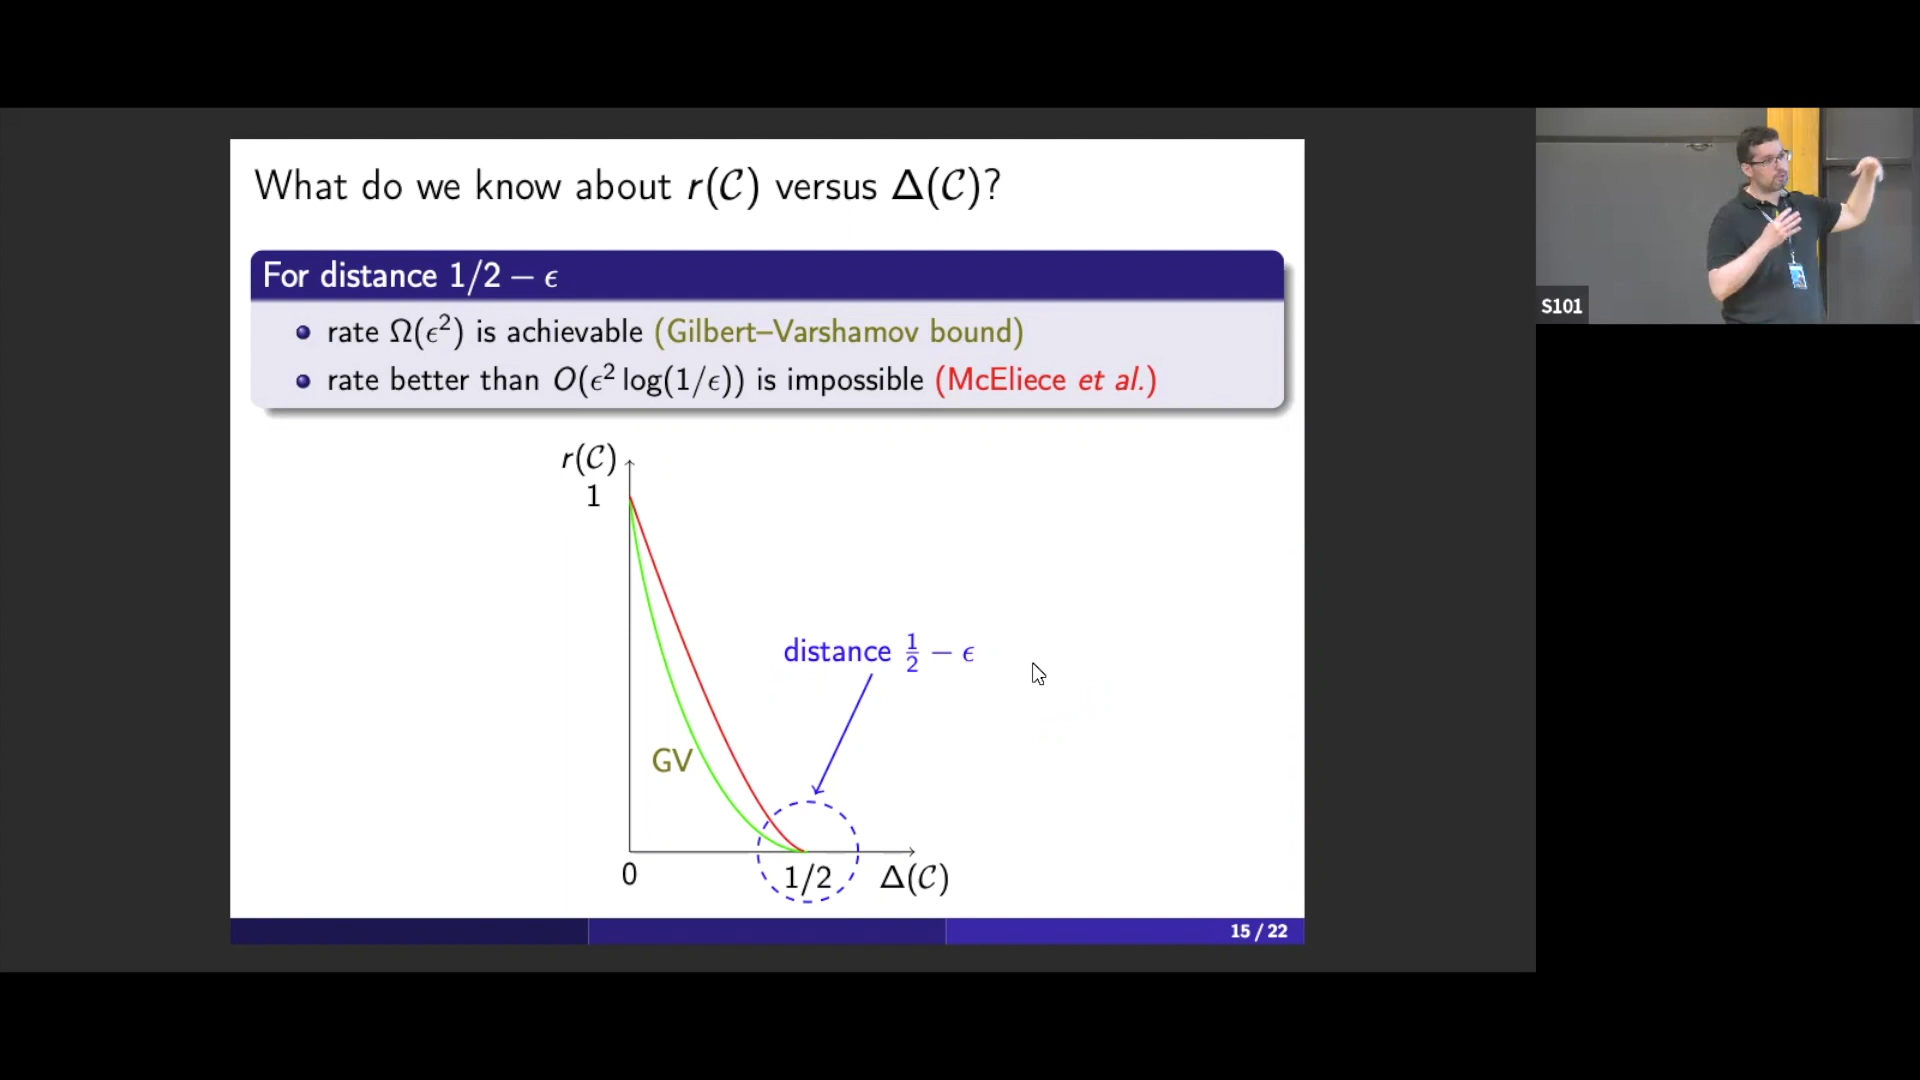 What do we know about r(C) versus Δ(C)?
For distance 1/2 − ϵ
rate Ω(ϵ²) is achievable (Gilbert–Varshamov bound)
rate better than O(ϵ² log(1/ϵ)) is impossible (McEliece et al.)
r(C)
1
distance 1/2 − ϵ
GV
0
1/2
Δ(C)
15 / 22
S101